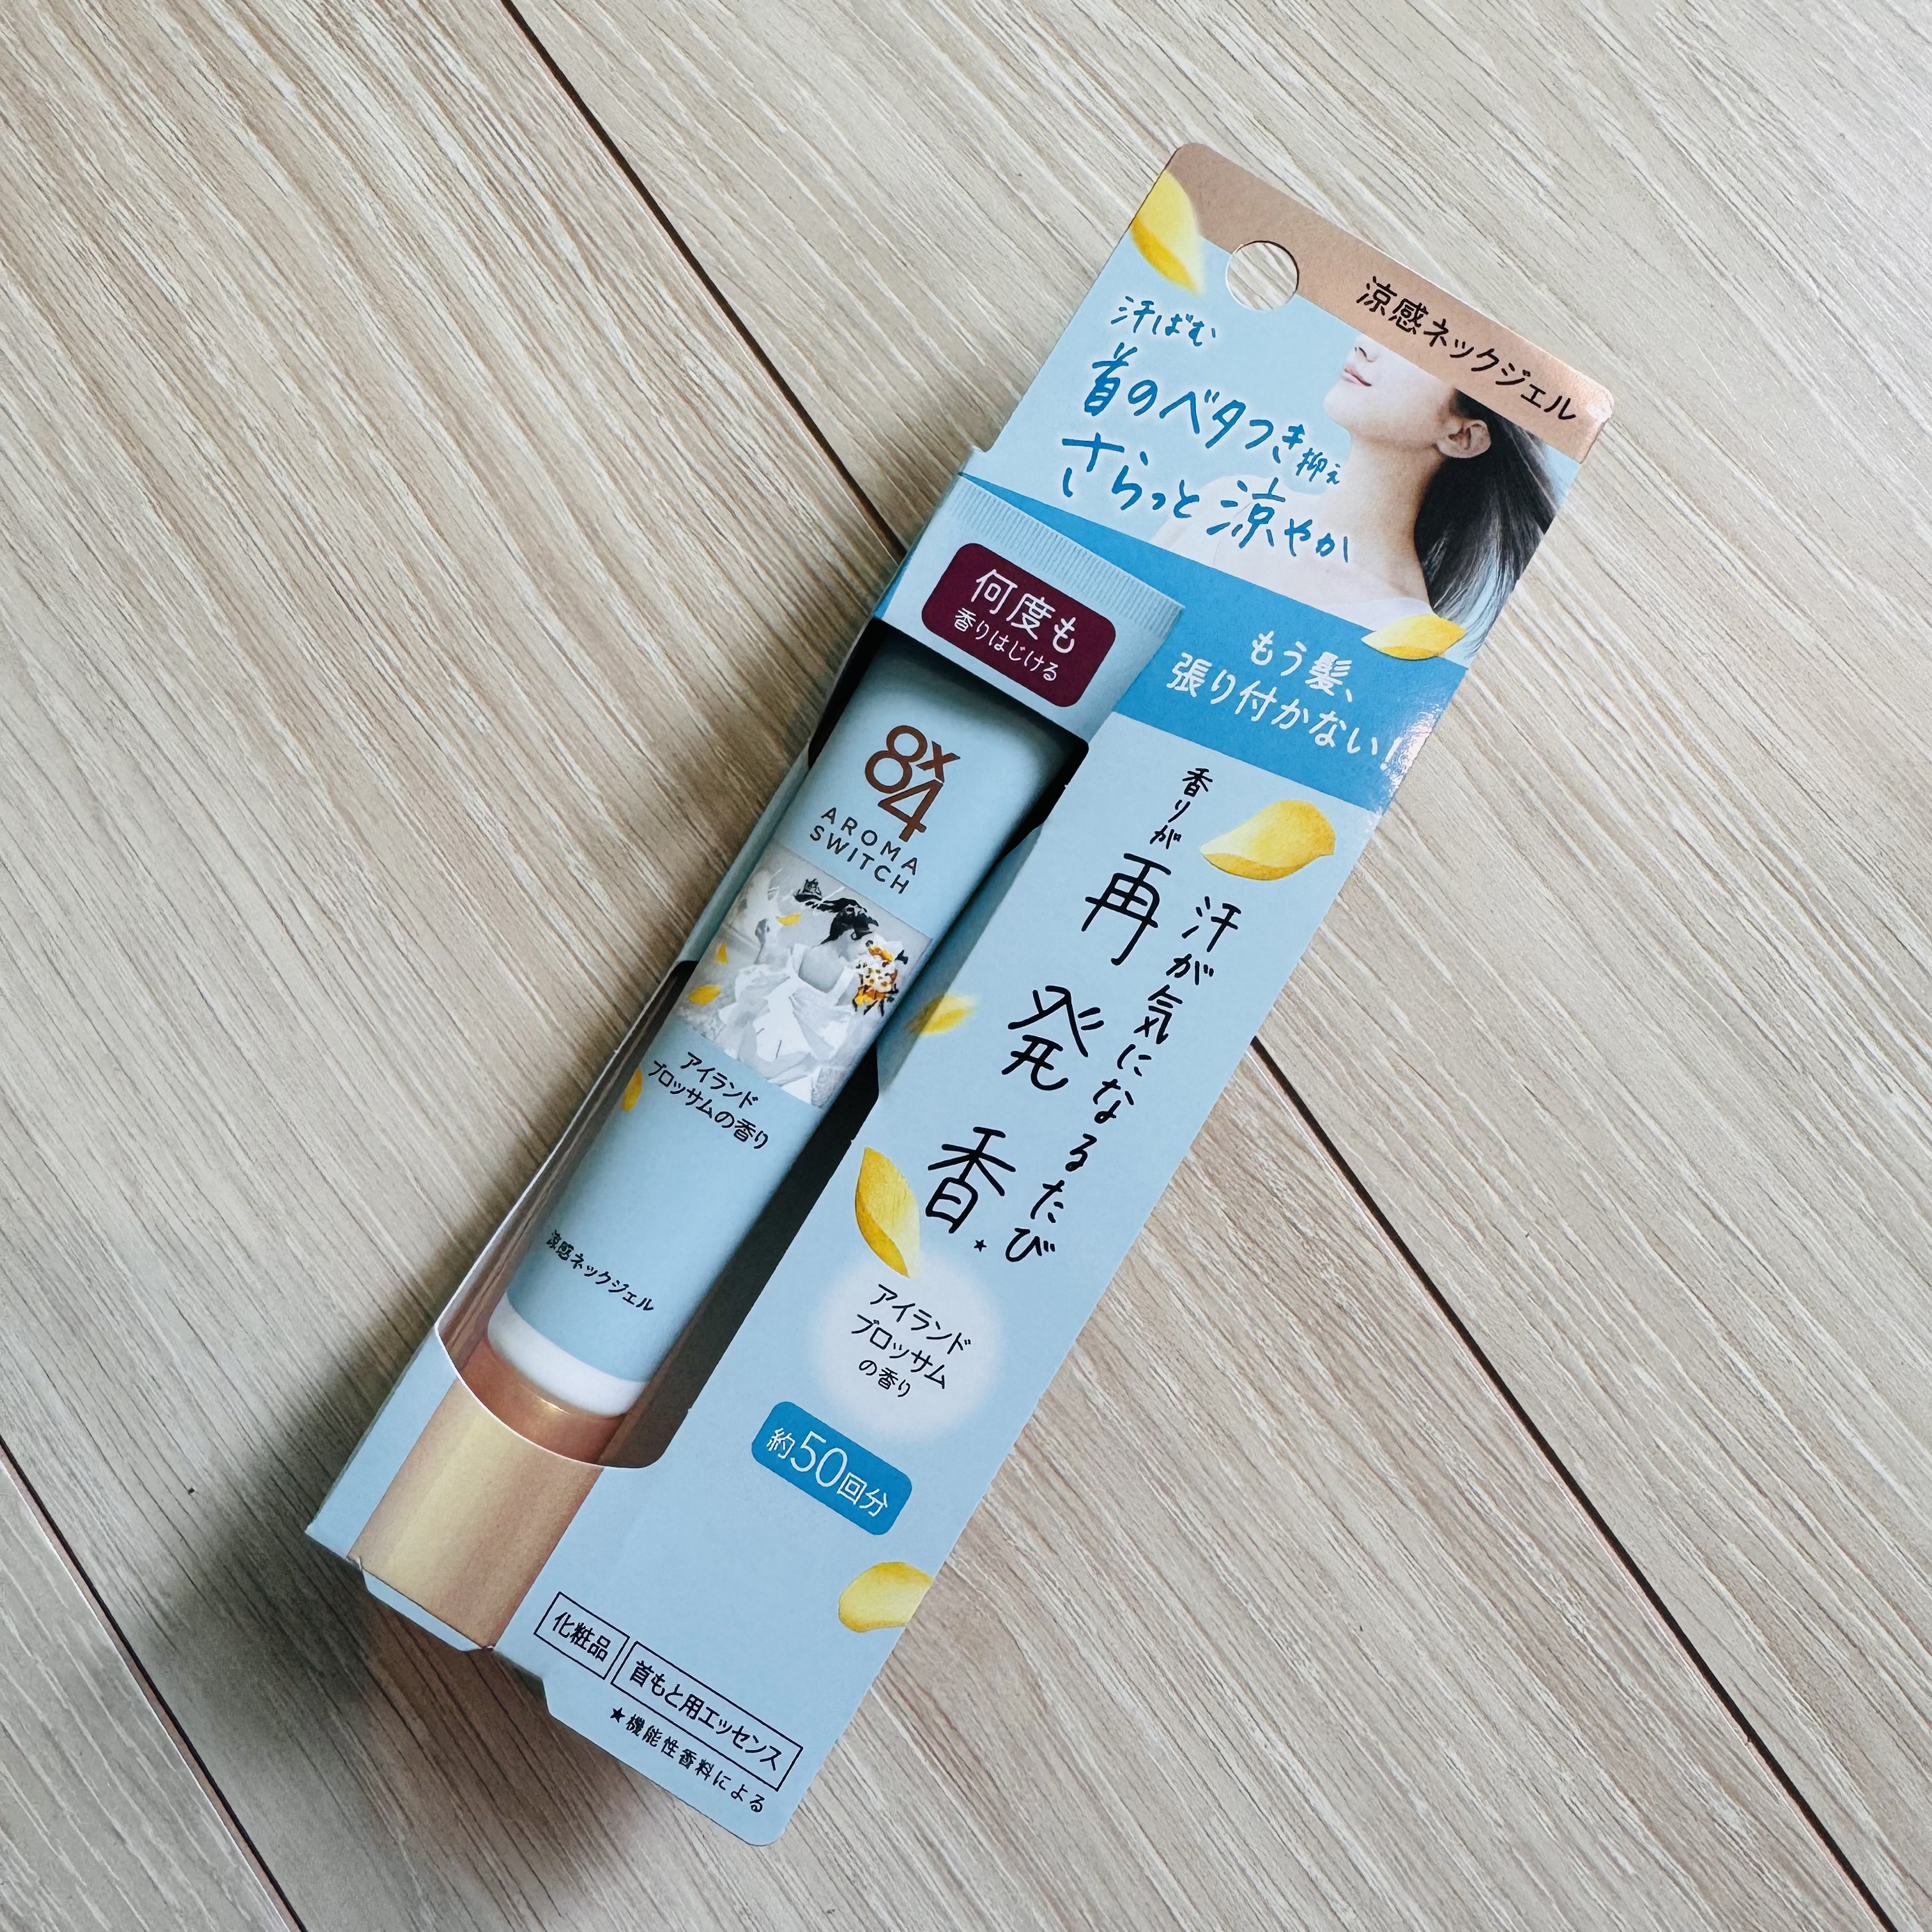 涼感ネックジェル
汗ばむ
首のベタつき抑え
さらっと涼やか
もう髪、
張り付かない!
何度も
香りはじける
8x4
AROMA
SWITCH
アイランド
ブロッサムの香り
涼感ネックジェル
汗が気になるたび
香りが再発香★
アイランド
ブロッサム
の香り
約50回分
化粧品
首もと用エッセンス
★機能性香料による